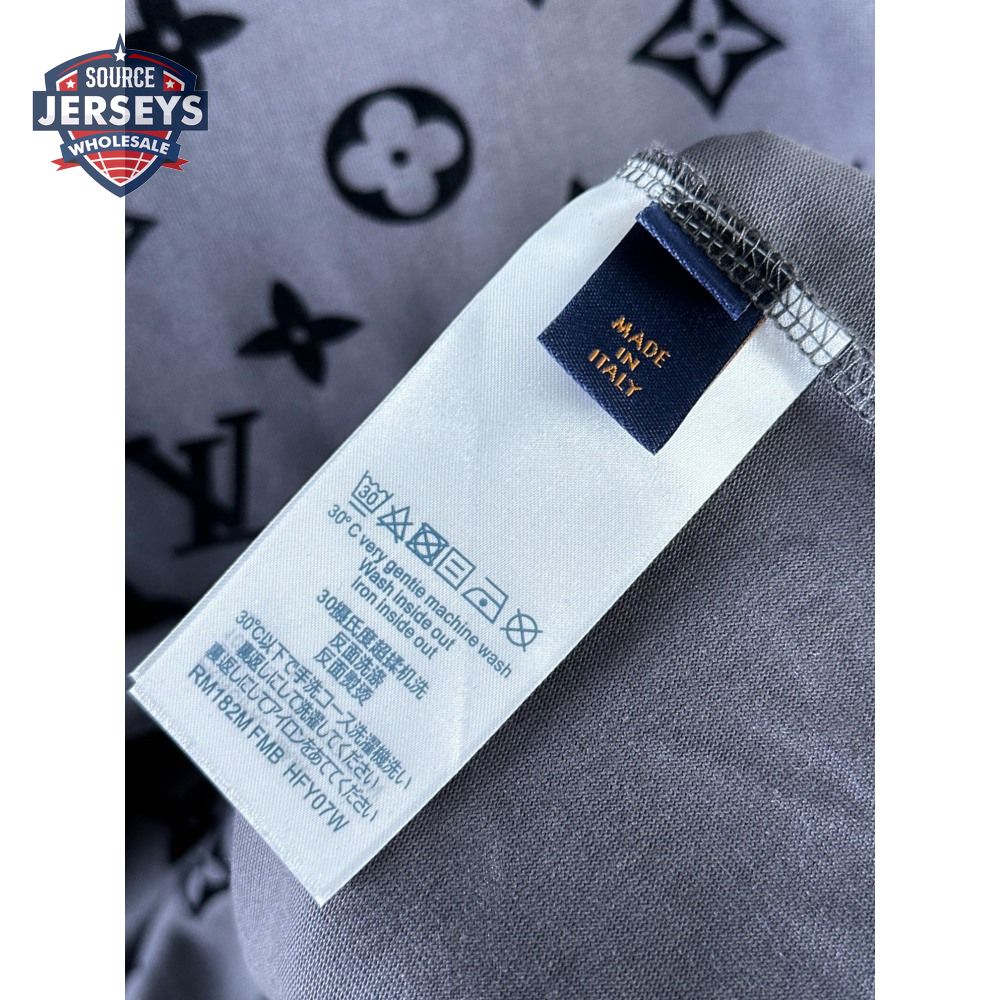 SOURCE
JERSEYS
WHOLESALE
MADE
IN
ITALY
30
30°C very gentle machine wash
Wash inside out
Iron inside out
30攝氏度超柔机洗
反面洗滌
反面熨烫
30℃以下で手洗コース洗濯機洗い
裏返しにして洗濯してください
裏返しにしてアイロンをあててください
RM182M FMB HFY07W
LV